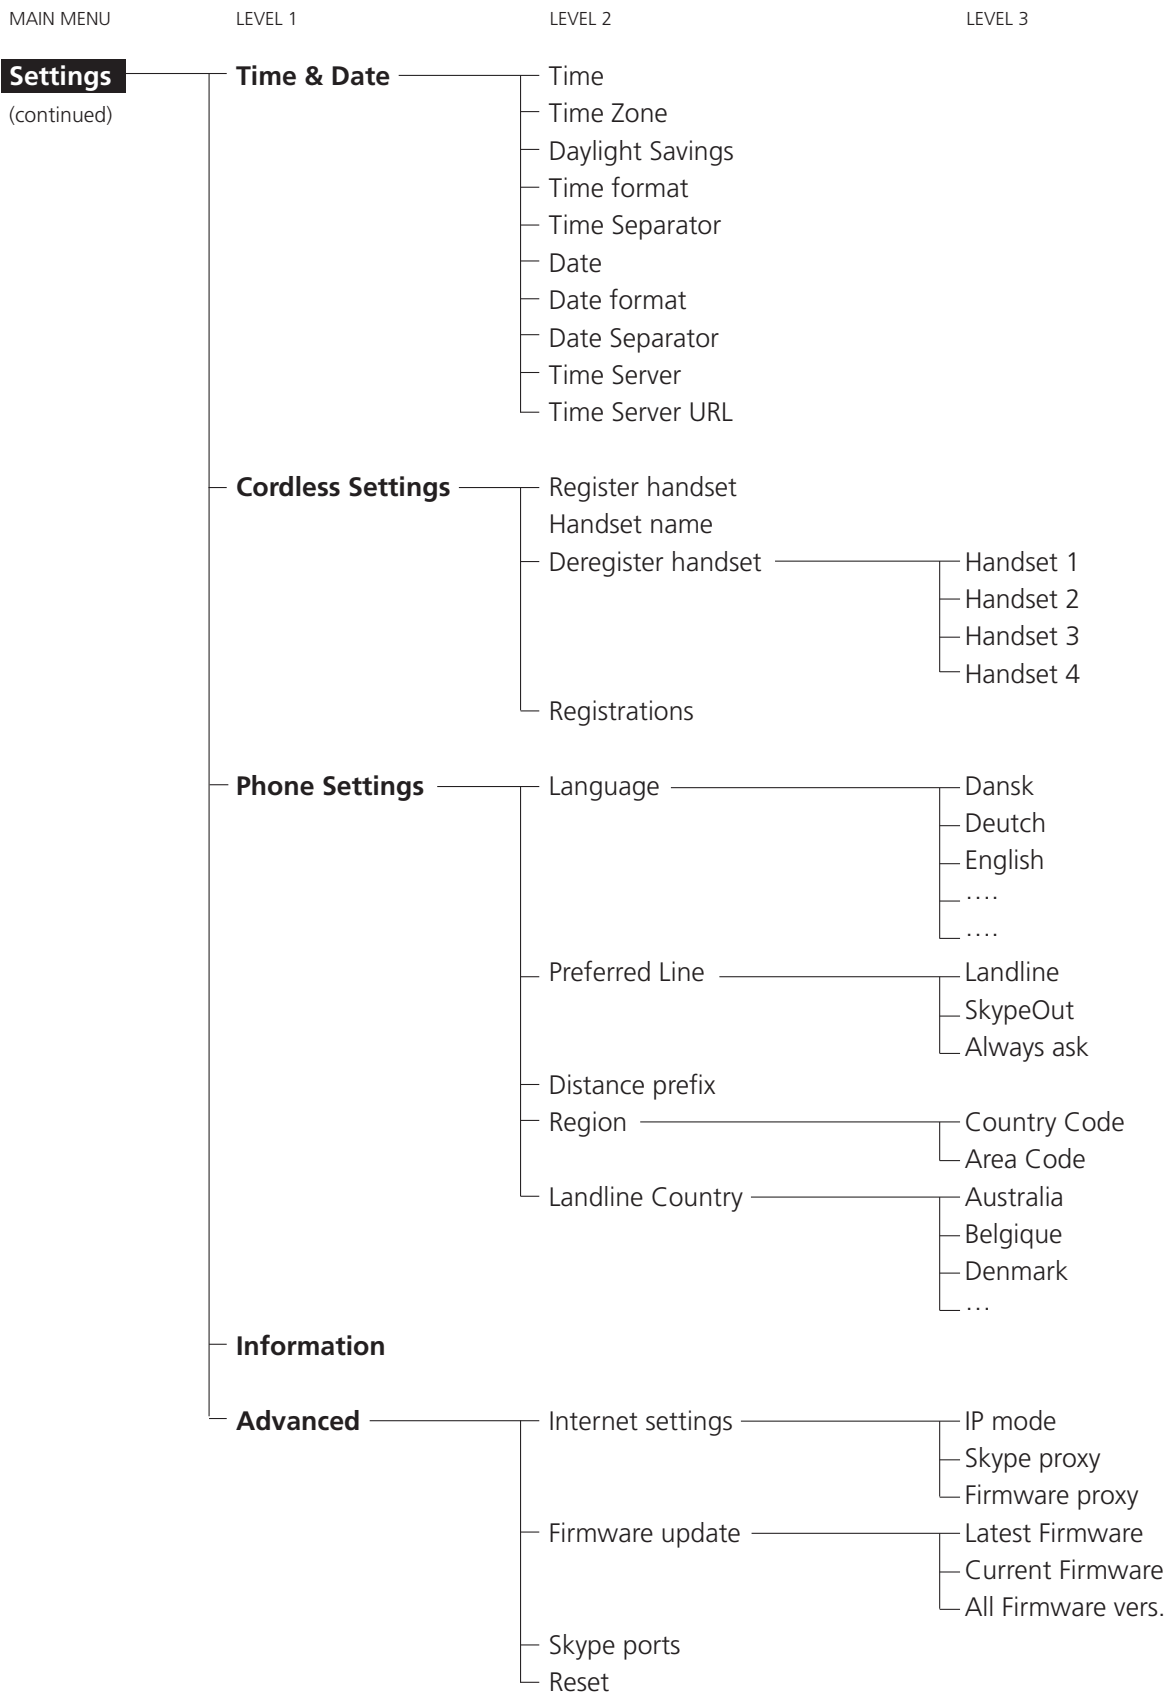 MAIN MENU LEVEL 1 LEVEL 2 LEVEL 3
Settings Time & Date Time
(continued) Time Zone
Daylight Savings
Time format
Time Separator
Date
Date format
Date Separator
Time Server
Time Server URL
Cordless Settings Register handset
Handset name
Deregister handset Handset 1
Handset 2
Handset 3
Handset 4
Registrations
Phone Settings Language Dansk
Deutch
English
....
....
Preferred Line Landline
SkypeOut
Always ask
Distance prefix
Region Country Code
Area Code
Landline Country Australia
Belgique
Denmark
...
Information
Advanced Internet settings IP mode
Skype proxy
Firmware proxy
Firmware update Latest Firmware
Current Firmware
All Firmware vers.
Skype ports
Reset